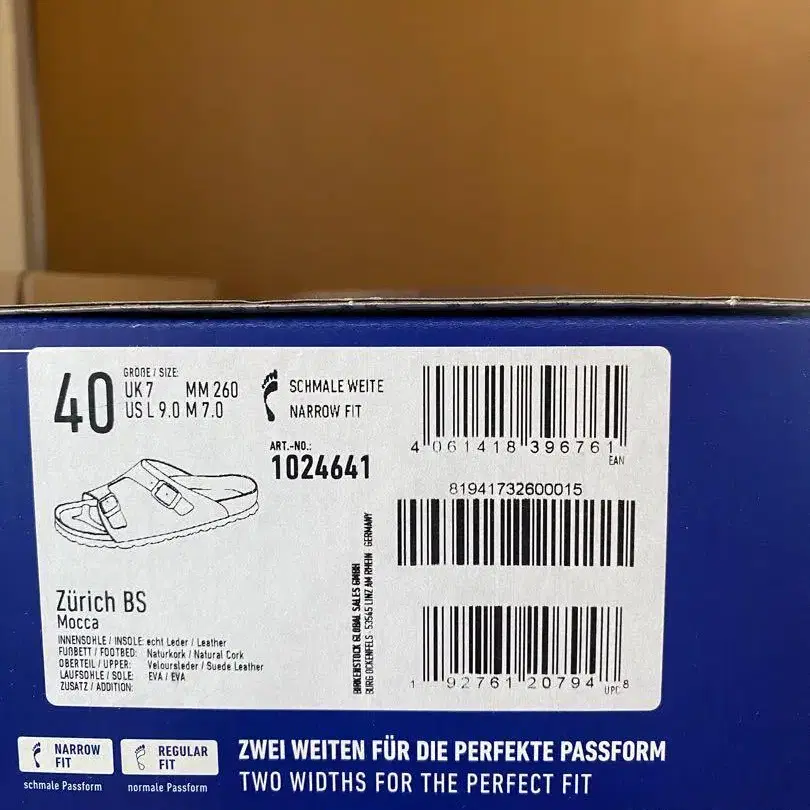 40
GRÖßE / SIZE:
UK 7 MM 260
US L 9.0 M 7.0
SCHMALE WEITE
NARROW FIT
ART.-NO.:
1024641
4 061418 396761
EAN
81941732600015
Zürich BS
Mocca
INNENSOHLE / INSOLE: echt Leder / Leather
FUßBETT / FOOTBED: Naturkork / Natural Cork
OBERTEIL / UPPER: Veloursleder / Suede Leather
LAUFSOHLE / SOLE: EVA / EVA
ZUSATZ / ADDITION:
BIRKENSTOCK GLOBAL SALES GMBH
BURG OCKENFELS · 53545 LINZ AM RHEIN · GERMANY
1 92761 20794 8
UPC
NARROW
FIT
schmale Passform
REGULAR
FIT
normale Passform
ZWEI WEITEN FÜR DIE PERFEKTE PASSFORM
TWO WIDTHS FOR THE PERFECT FIT